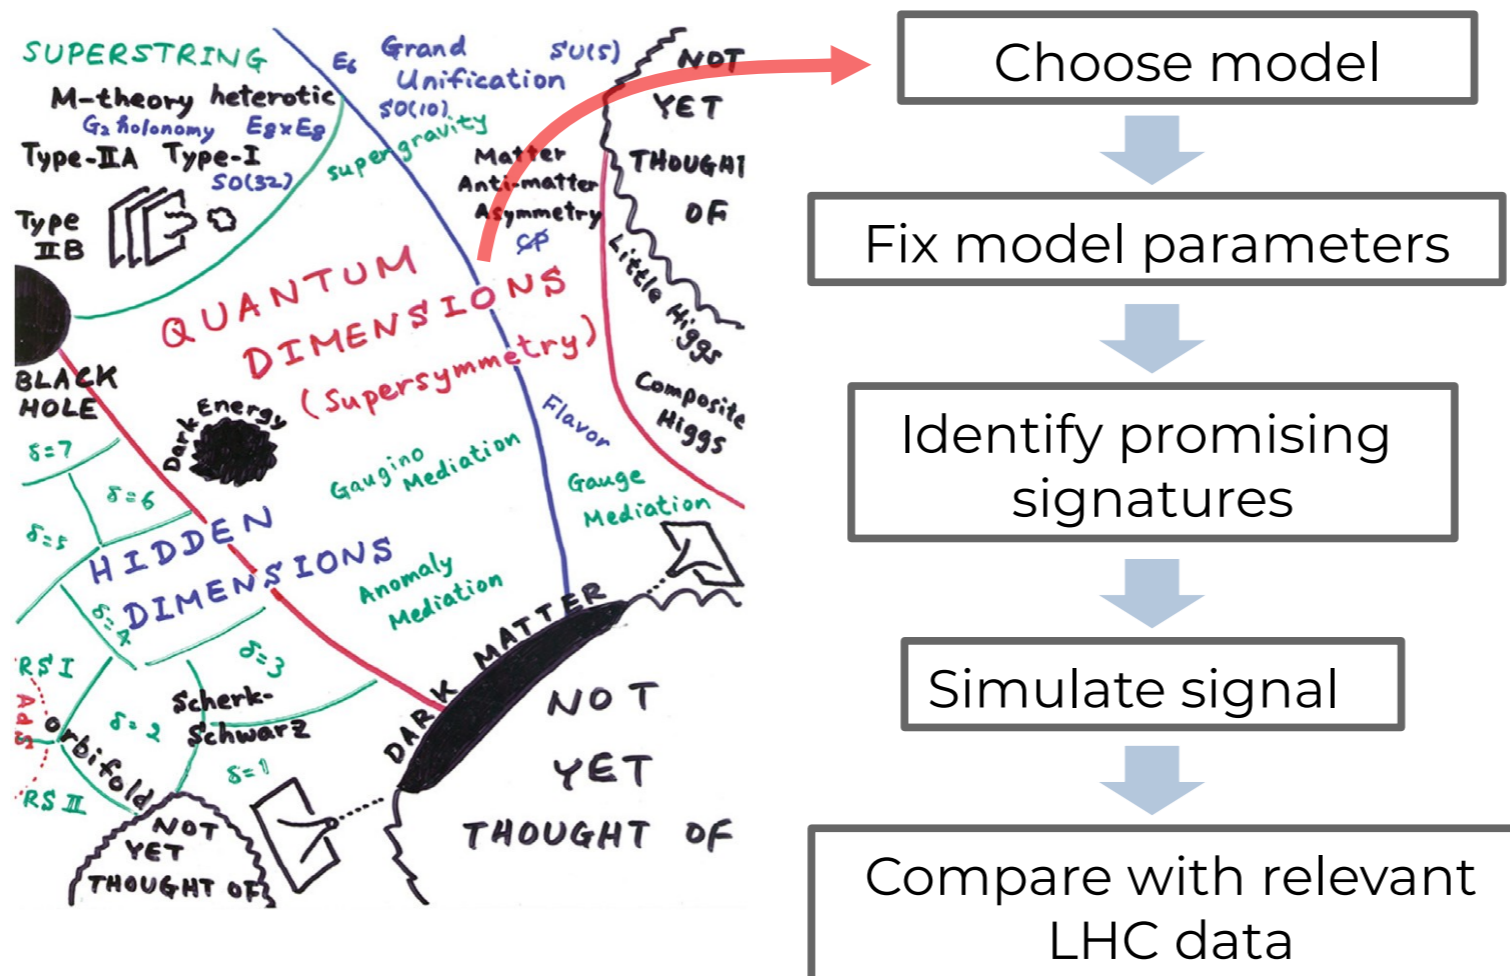 SUPERSTRING
M-theory heterotic
G₂ holonomy E8xE8
Type-IIA Type-I
SO(32)
Type
IIB
E6
Grand
Unification
SU(5)
SO(10)
supergravity
Matter
Anti-matter
Asymmetry
CP
NOT
YET
THOUGHT
OF
Little Higgs
Composite
Higgs
QUANTUM
DIMENSIONS
(Supersymmetry)
BLACK
HOLE
Dark Energy
Flavor
Gaugino
Mediation
Gauge
Mediation
Anomaly
Mediation
δ=7
δ=6
δ=5
HIDDEN
DIMENSIONS
δ=4
δ=3
RS I
AdS
RS II
orbifold
δ=2
Scherk-
Schwarz
δ=1
DARK MATTER
NOT
YET
THOUGHT OF
NOT
YET
THOUGHT OF
Choose model
Fix model parameters
Identify promising
signatures
Simulate signal
Compare with relevant
LHC data